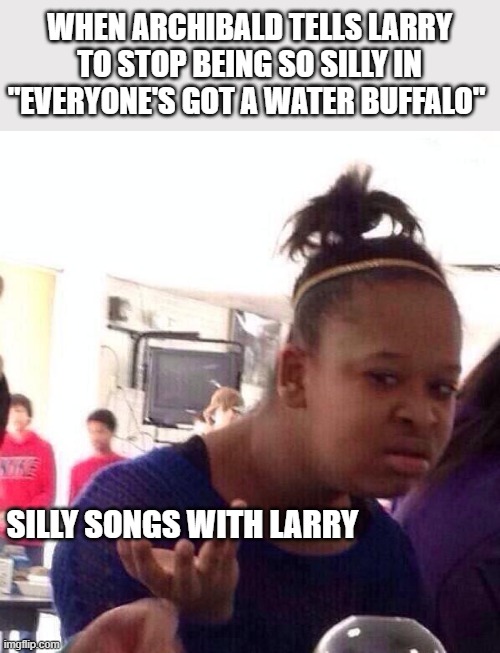 WHEN ARCHIBALD TELLS LARRY
TO STOP BEING SO SILLY IN
"EVERYONE'S GOT A WATER BUFFALO"
NIKE
SILLY SONGS WITH LARRY
imgflip.com